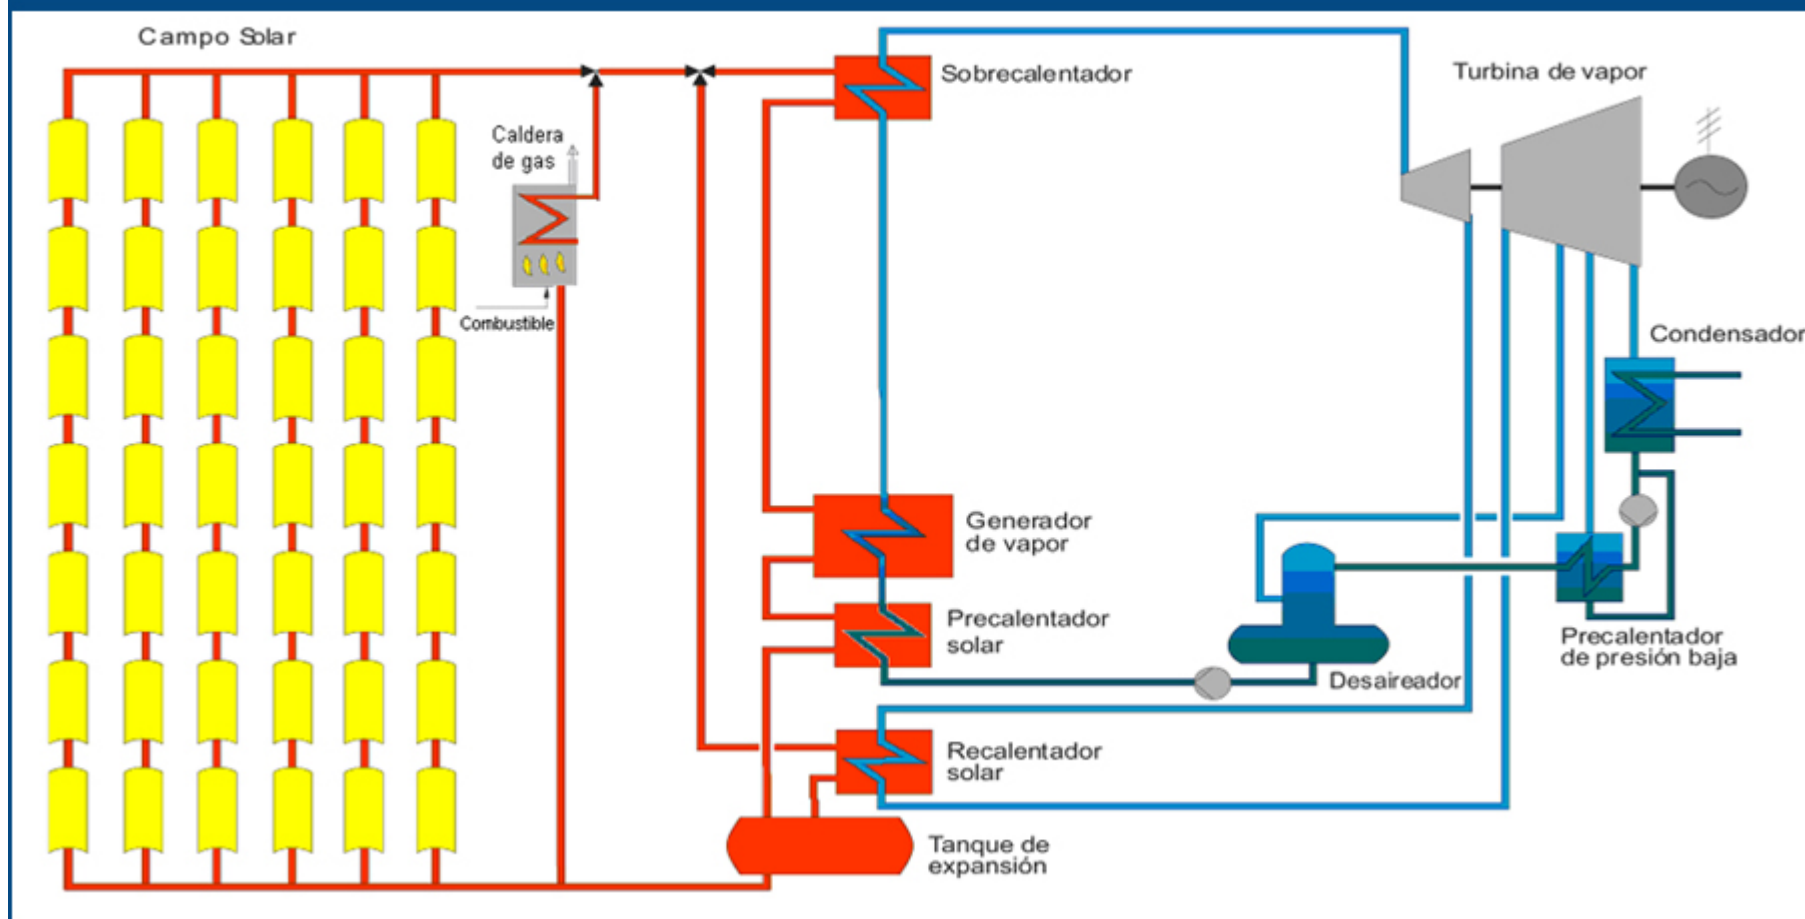 Campo Solar
Sobrecalentador
Turbina de vapor
Caldera
de gas
Combustible
Condensador
Generador
de vapor
Precalentador
solar
Precalentador
de presión baja
Desaireador
Recalentador
solar
Tanque de
expansión